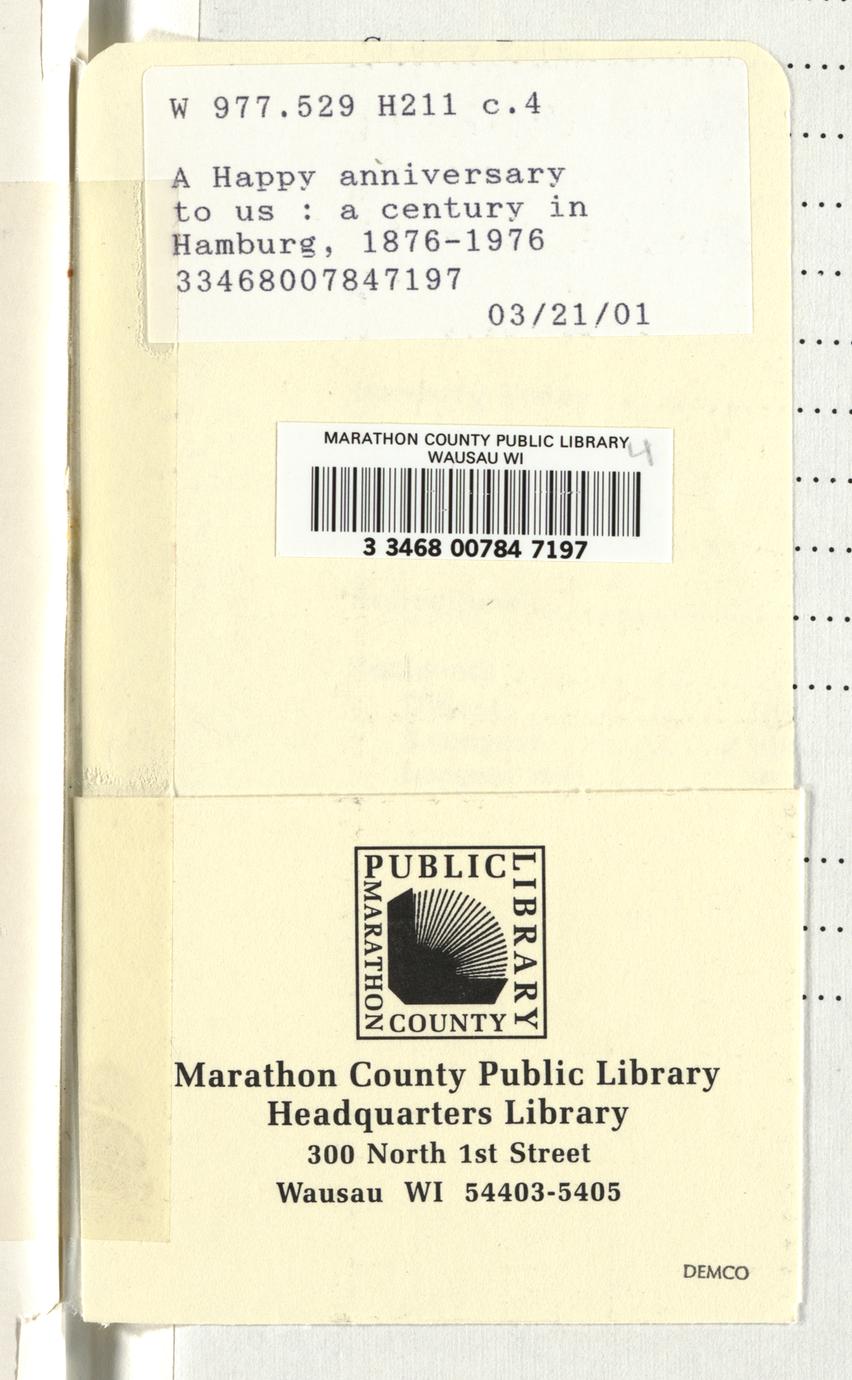 W 977.529 H211 c.4
A Happy anniversary
to us : a century in
Hamburg, 1876-1976
33468007847197
03/21/01
MARATHON COUNTY PUBLIC LIBRARY
WAUSAU WI
4
3 3468 00784 7197
PUBLIC
LIBRARY
MARATHON
COUNTY
Marathon County Public Library
Headquarters Library
300 North 1st Street
Wausau WI 54403-5405
DEMCO